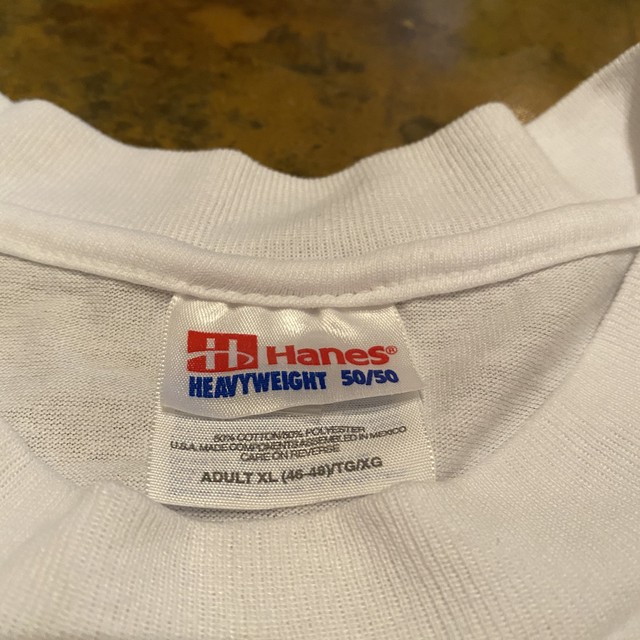 Hanes®
HEAVYWEIGHT 50/50
50% COTTON/50% POLYESTER
U.S.A. MADE COMPONENTS ASSEMBLED IN MEXICO
CARE ON REVERSE
ADULT XL (46-48)/TG/XG